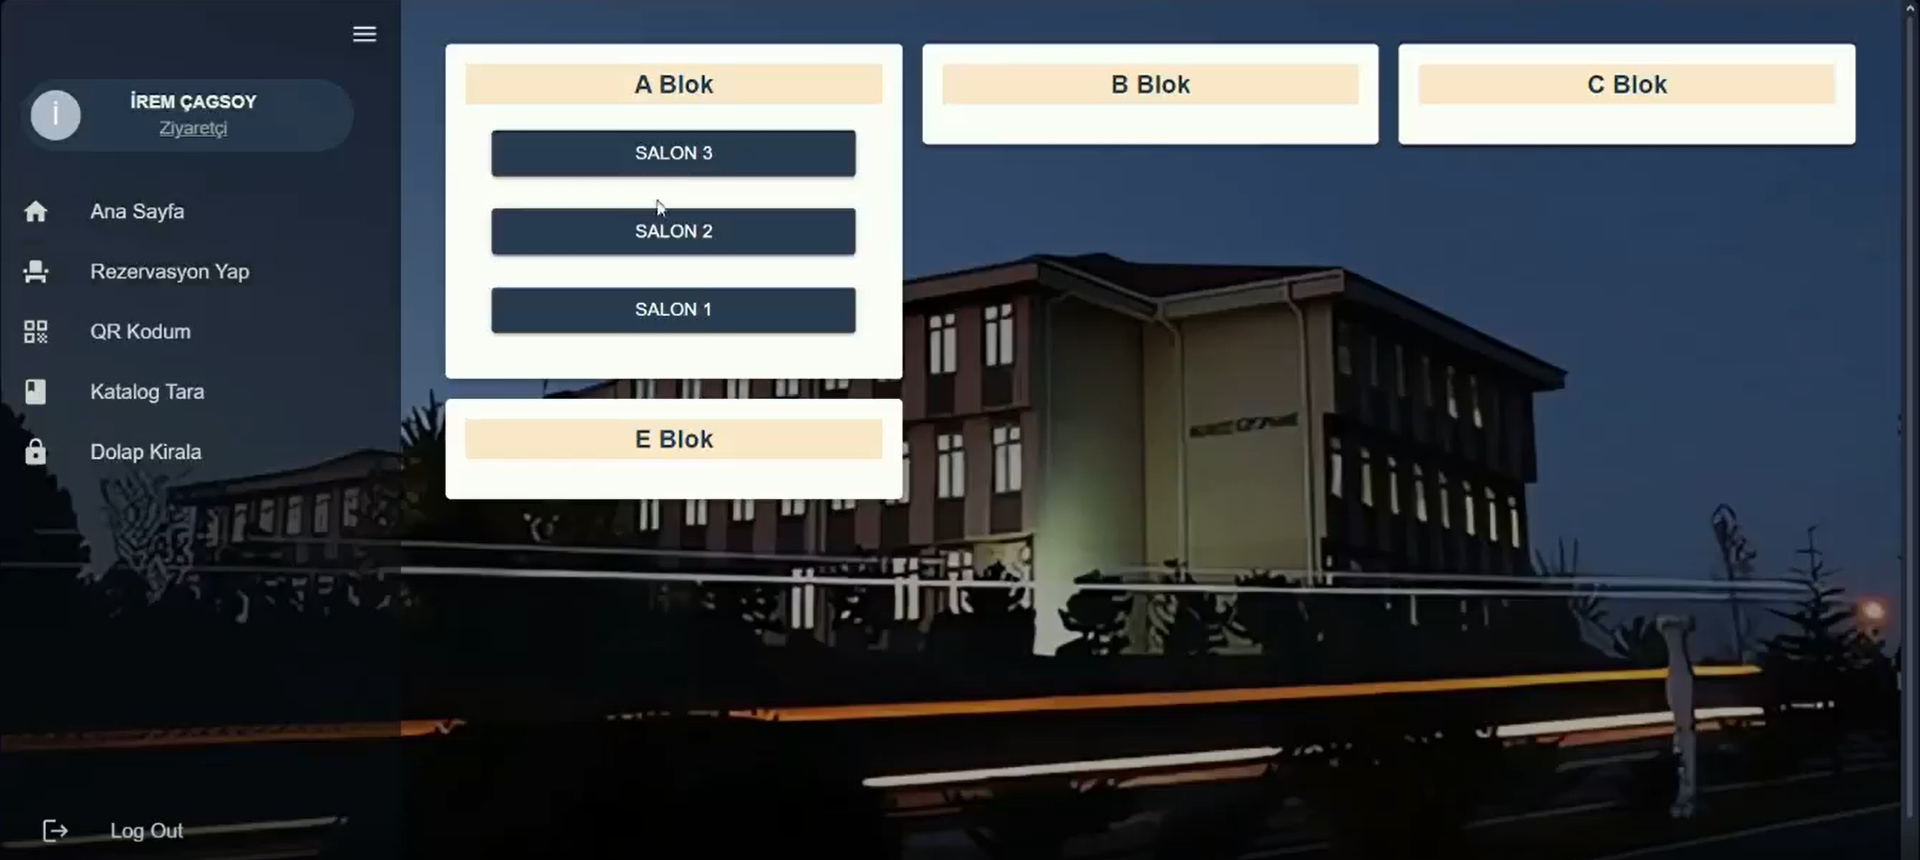 İ
İREM ÇAGSOY
Ziyaretçi
Ana Sayfa
Rezervasyon Yap
QR Kodum
Katalog Tara
Dolap Kirala
Log Out
A Blok
SALON 3
SALON 2
SALON 1
B Blok
C Blok
E Blok